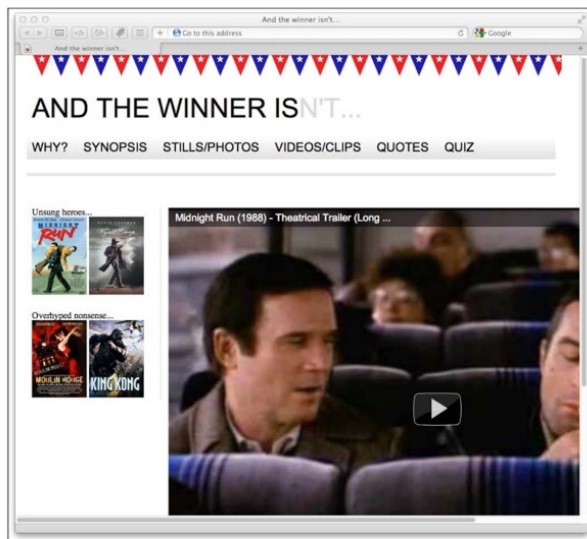 And the winner isn't...
Go to this address
Google
And the winner isn't...
AND THE WINNER ISN'T...
WHY? SYNOPSIS STILLS/PHOTOS VIDEOS/CLIPS QUOTES QUIZ
Unsung heroes...
MIDNIGHT
RUN
Overhyped nonsense...
MOULIN ROUGE
KING KONG
Midnight Run (1988) - Theatrical Trailer (Long ...